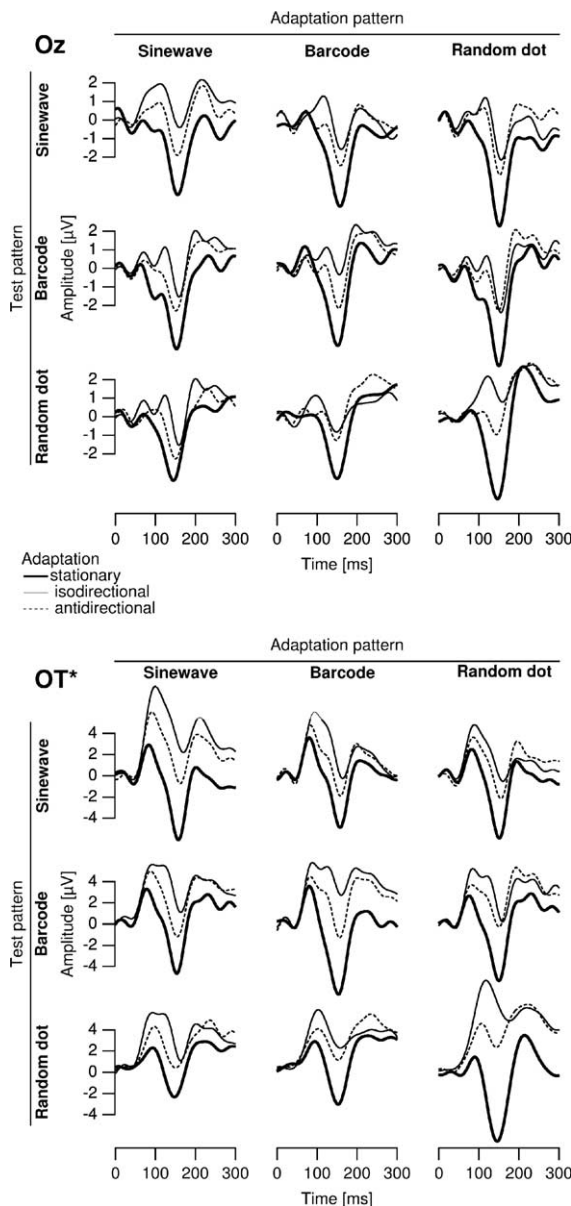 Adaptation pattern
Oz
Sinewave Barcode Random dot
Test pattern
Amplitude [µV]
Sinewave
2
1
0
-1
-2
Barcode
2
1
0
-1
-2
Random dot
2
1
0
-2
0 100 200 300 0 100 200 300 0 100 200 300
Time [ms]
Adaptation
stationary
isodirectional
antidirectional
Adaptation pattern
OT*
Sinewave Barcode Random dot
Test pattern
Amplitude [µV]
Sinewave
4
2
0
-2
-4
Barcode
4
2
0
-2
-4
Random dot
4
2
0
-2
-4
0 100 200 300 0 100 200 300 0 100 200 300
Time [ms]